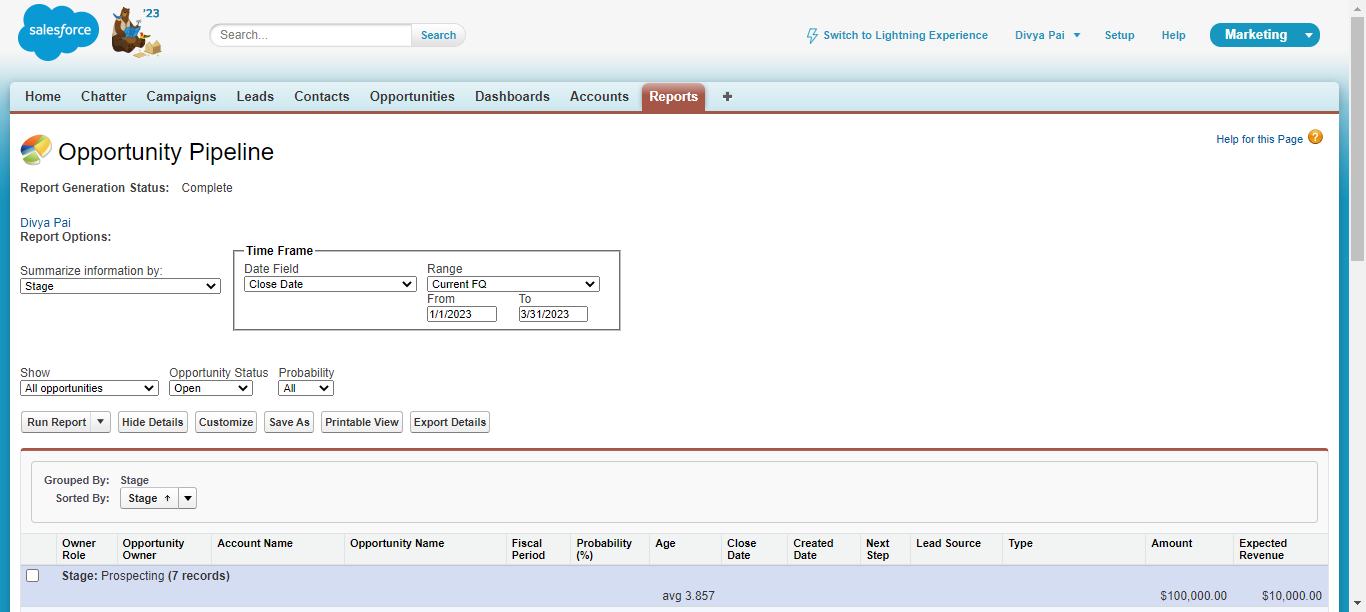 salesforce
'23
Search...
Search
Switch to Lightning Experience
Divya Pai
Setup
Help
Marketing
Home
Chatter
Campaigns
Leads
Contacts
Opportunities
Dashboards
Accounts
Reports
+
Opportunity Pipeline
Help for this Page ?
Report Generation Status: Complete
Divya Pai
Report Options:
Summarize information by:
Stage
Time Frame
Date Field
Close Date
Range
Current FQ
From
To
1/1/2023
3/31/2023
Show
All opportunities
Opportunity Status
Open
Probability
All
Run Report
Hide Details
Customize
Save As
Printable View
Export Details
Grouped By: Stage
Sorted By: Stage ↑
Owner Role
Opportunity Owner
Account Name
Opportunity Name
Fiscal Period
Probability (%)
Age
Close Date
Created Date
Next Step
Lead Source
Type
Amount
Expected Revenue
Stage: Prospecting (7 records)
avg 3.857
$100,000.00
$10,000.00